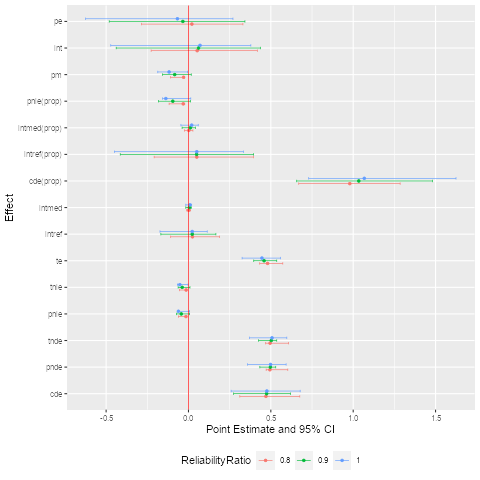 pe
int
pm
pnie(prop)
intmed(prop)
intref(prop)
cde(prop)
intmed
intref
te
tnie
pnie
tnde
pnde
cde
Effect
-0.5 0.0 0.5 1.0 1.5
Point Estimate and 95% CI
ReliabilityRatio 0.8 0.9 1